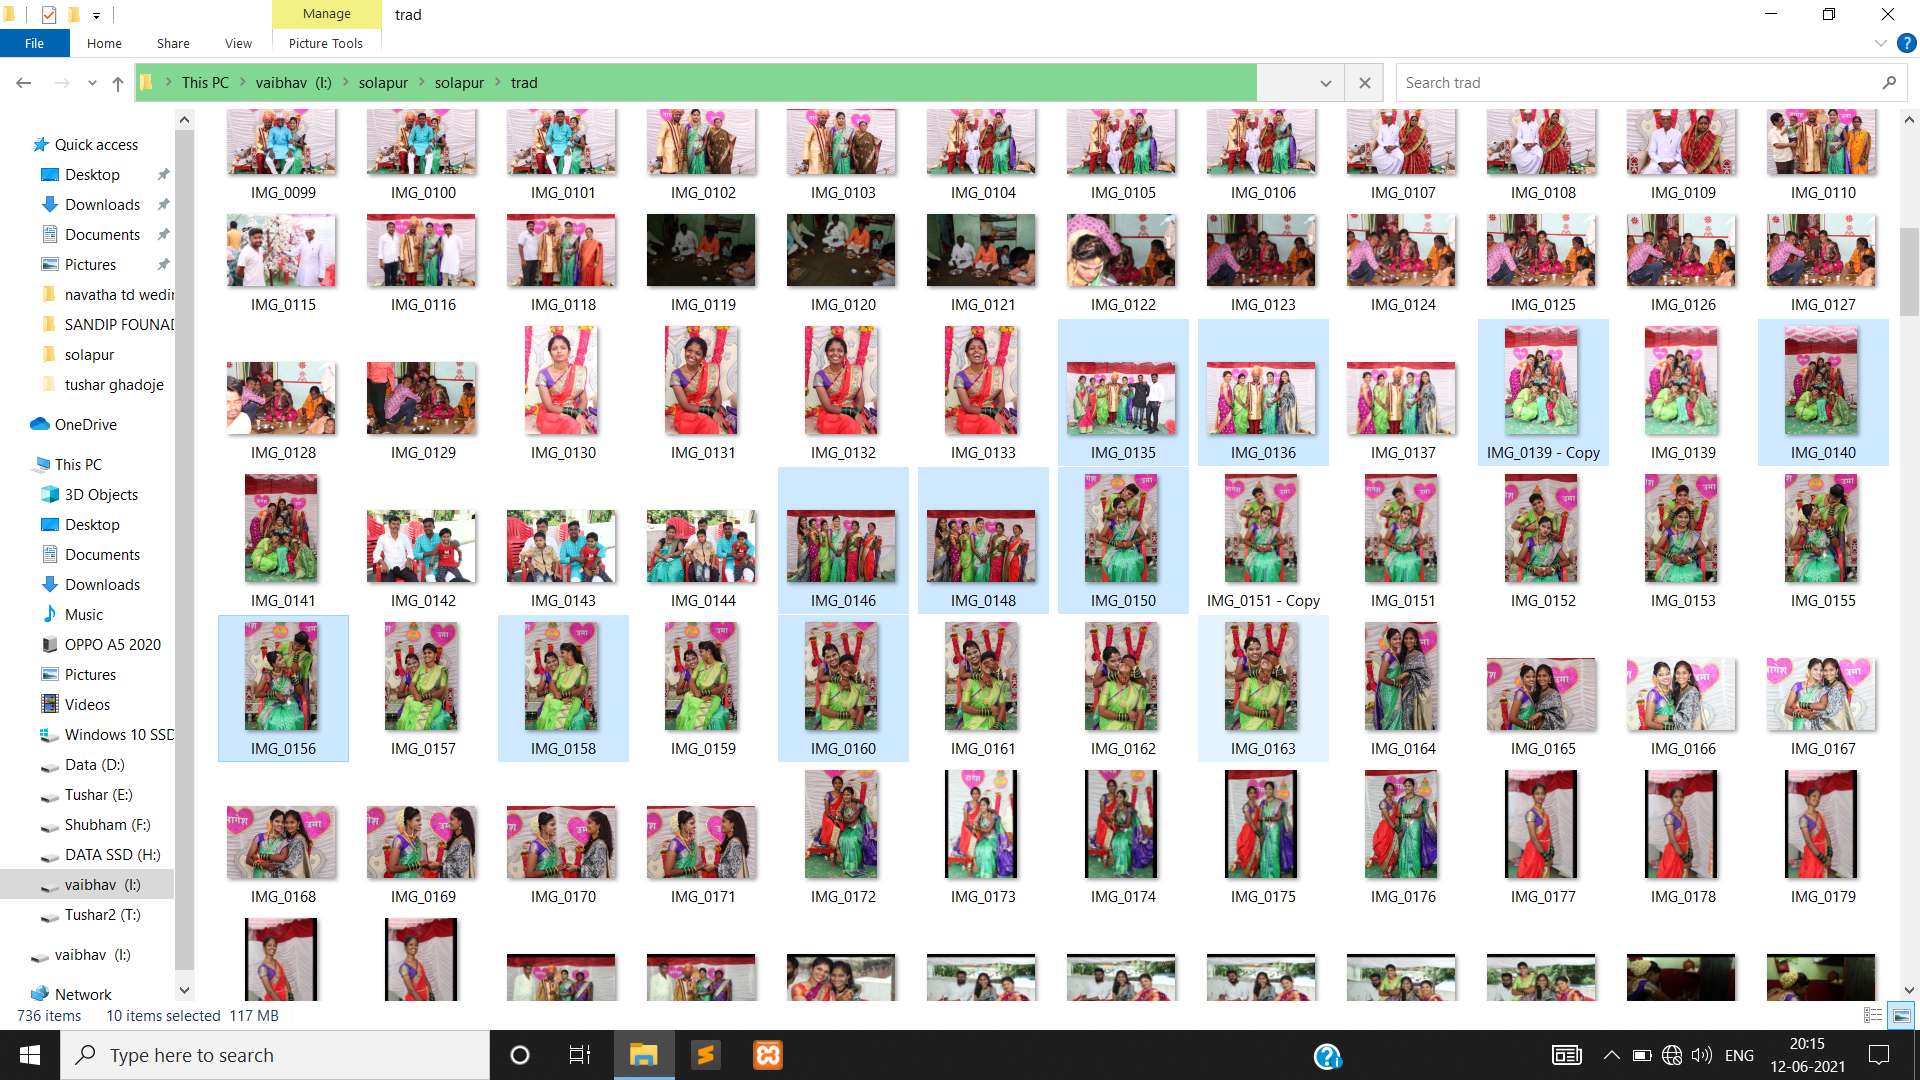 Manage
trad
File
Home
Share
View
Picture Tools
This PC
vaibhav (I:)
solapur
solapur
trad
Search trad
Quick access
Desktop
Downloads
Documents
Pictures
navatha td wedin
SANDIP FOUNAD
solapur
tushar ghadoje
OneDrive
This PC
3D Objects
Desktop
Documents
Downloads
Music
OPPO A5 2020
Pictures
Videos
Windows 10 SSD
Data (D:)
Tushar (E:)
Shubham (F:)
DATA SSD (H:)
vaibhav (I:)
Tushar2 (T:)
vaibhav (I:)
Network
IMG_0099 IMG_0100 IMG_0101 IMG_0102 IMG_0103 IMG_0104 IMG_0105 IMG_0106 IMG_0107 IMG_0108 IMG_0109 IMG_0110
IMG_0115 IMG_0116 IMG_0118 IMG_0119 IMG_0120 IMG_0121 IMG_0122 IMG_0123 IMG_0124 IMG_0125 IMG_0126 IMG_0127
IMG_0128 IMG_0129 IMG_0130 IMG_0131 IMG_0132 IMG_0133 IMG_0135 IMG_0136 IMG_0137 IMG_0139 - Copy IMG_0139 IMG_0140
IMG_0141 IMG_0142 IMG_0143 IMG_0144 IMG_0146 IMG_0148 IMG_0150 IMG_0151 - Copy IMG_0151 IMG_0152 IMG_0153 IMG_0155
IMG_0156 IMG_0157 IMG_0158 IMG_0159 IMG_0160 IMG_0161 IMG_0162 IMG_0163 IMG_0164 IMG_0165 IMG_0166 IMG_0167
IMG_0168 IMG_0169 IMG_0170 IMG_0171 IMG_0172 IMG_0173 IMG_0174 IMG_0175 IMG_0176 IMG_0177 IMG_0178 IMG_0179
736 items
10 items selected 117 MB
Type here to search
ENG
20:15
12-06-2021